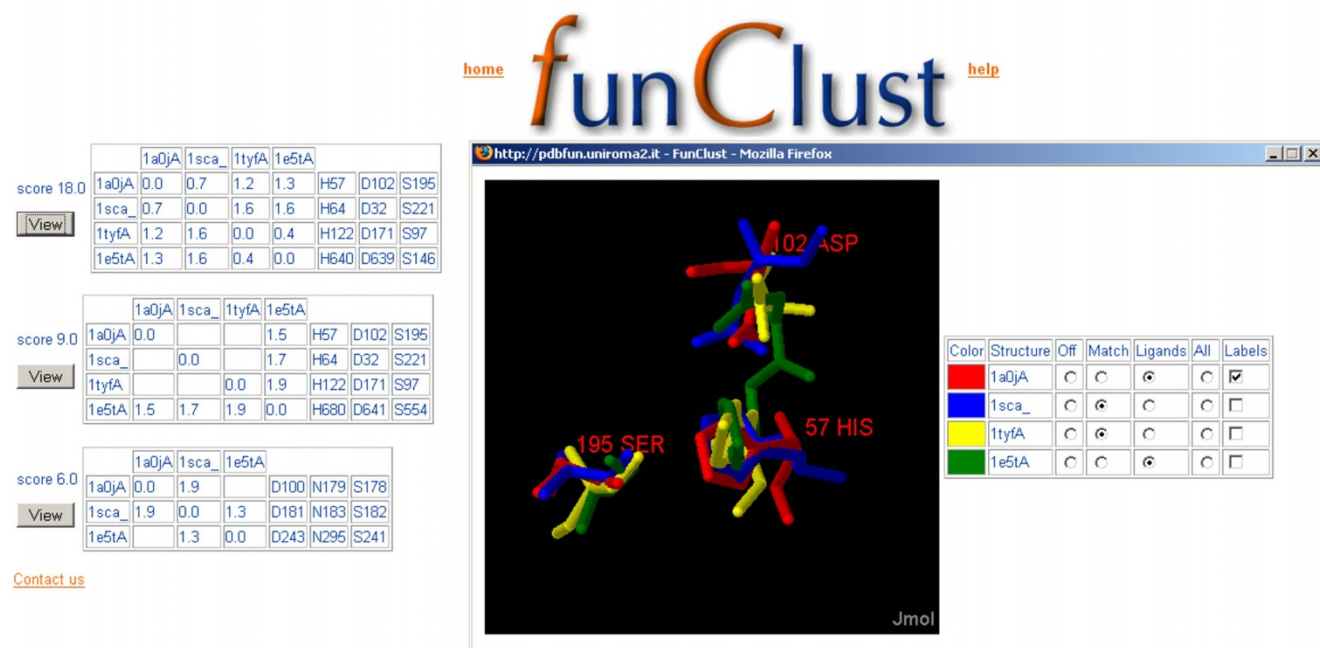 home
funClust
help
1a0jA 1sca_ 1tyfA 1e5tA
score 18.0
1a0jA 0.0 0.7 1.2 1.3 H57 D102 S195
1sca_ 0.7 0.0 1.6 1.6 H64 D32 S221
View
1tyfA 1.2 1.6 0.0 0.4 H122 D171 S97
1e5tA 1.3 1.6 0.4 0.0 H640 D639 S146
1a0jA 1sca_ 1tyfA 1e5tA
score 9.0
1a0jA 0.0 1.5 H57 D102 S195
1sca_ 0.0 1.7 H64 D32 S221
View
1tyfA 0.0 1.9 H122 D171 S97
1e5tA 1.5 1.7 1.9 0.0 H680 D641 S554
1a0jA 1sca_ 1e5tA
score 6.0
1a0jA 0.0 1.9 D100 N179 S178
1sca_ 1.9 0.0 1.3 D181 N183 S182
View
1e5tA 1.3 0.0 D243 N295 S241
Contact us
http://pdbfun.uniroma2.it - FunClust - Mozilla Firefox
102 ASP
57 HIS
195 SER
Jmol
Color Structure Off Match Ligands All Labels
1a0jA
1sca_
1tyfA
1e5tA